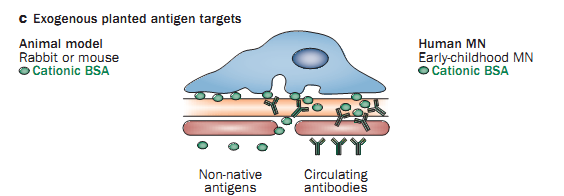 c Exogenous planted antigen targets
Animal model
Rabbit or mouse
Cationic BSA
Human MN
Early-childhood MN
Cationic BSA
Non-native
antigens
Circulating
antibodies